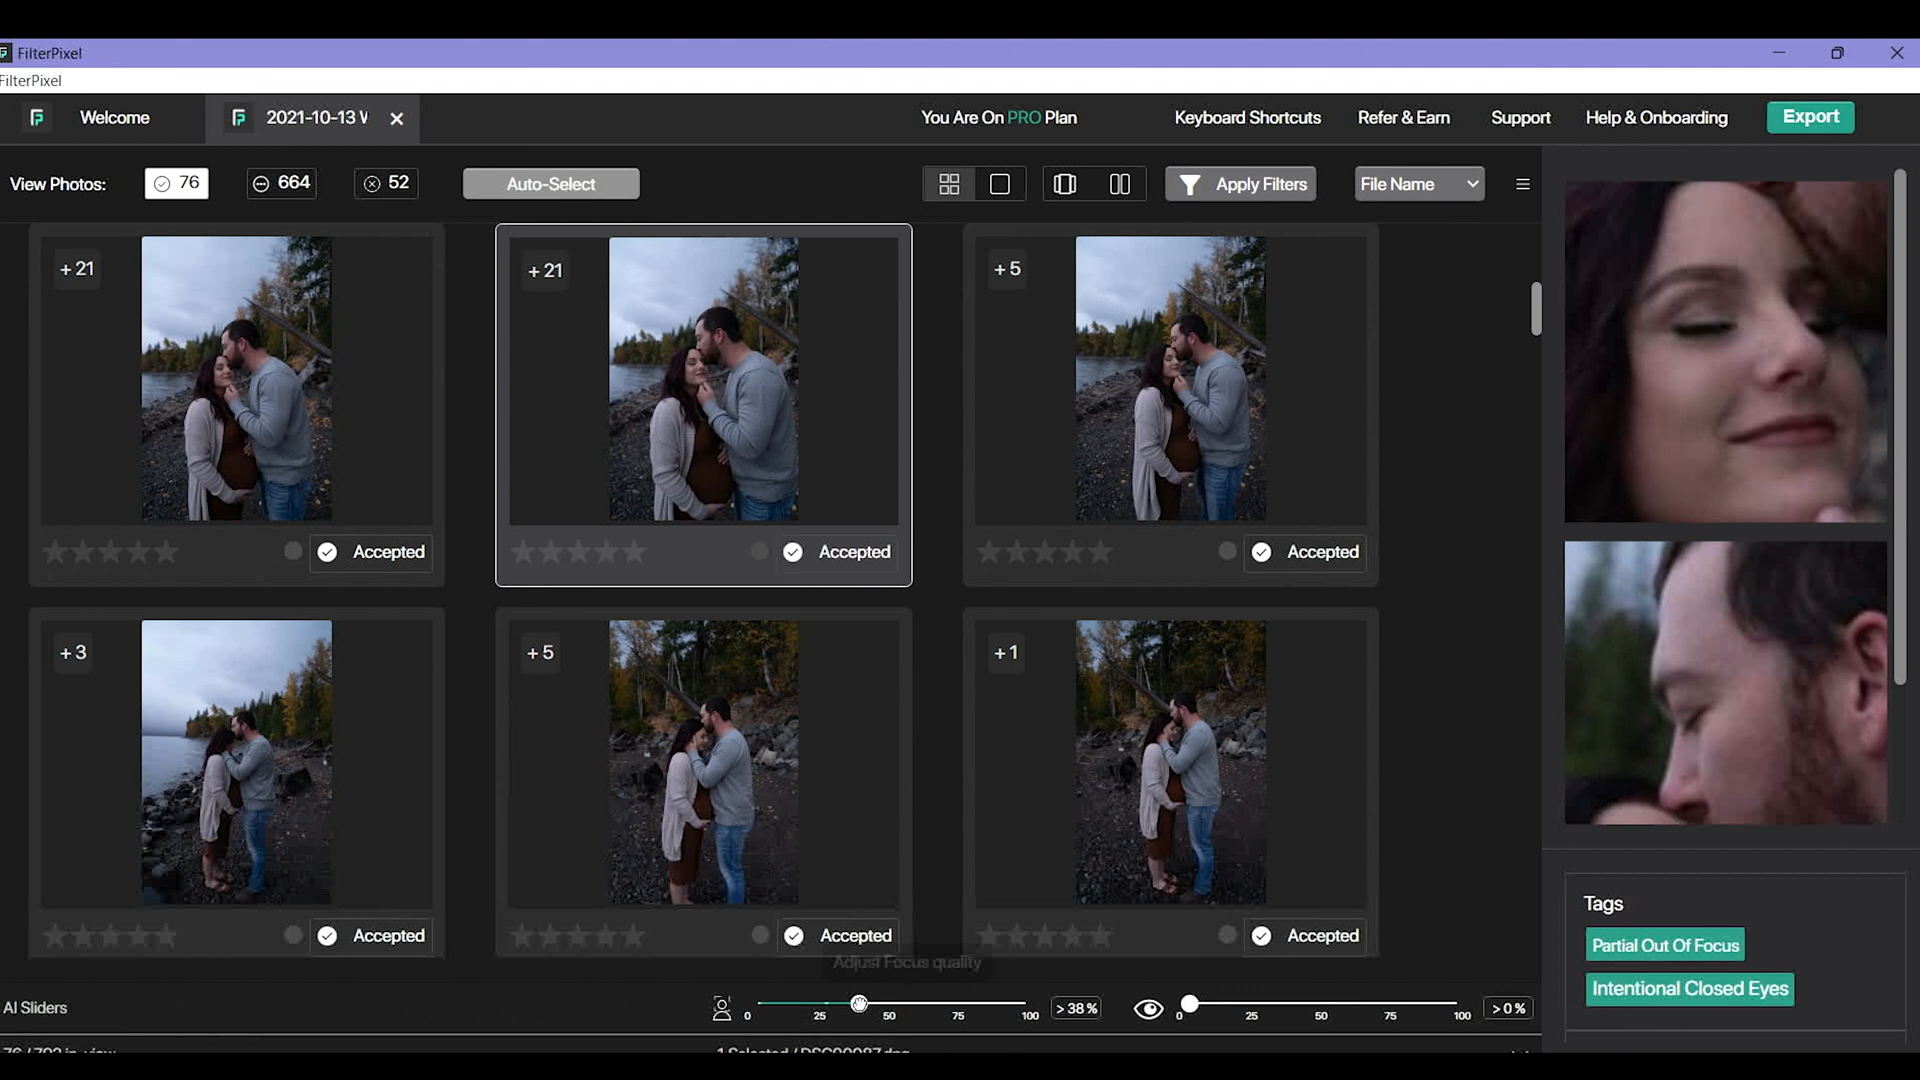 FilterPixel
FilterPixel
Welcome
2021-10-13 V
You Are On PRO Plan
Keyboard Shortcuts
Refer & Earn
Support
Help & Onboarding
Export
View Photos:
76
664
52
Auto-Select
Apply Filters
File Name
+ 21
+ 21
+ 5
Accepted
Accepted
Accepted
+ 3
+ 5
+ 1
Accepted
Accepted
Accepted
Adjust Focus quality
Tags
Partial Out Of Focus
Intentional Closed Eyes
AI Sliders
0 25 50 75 100
> 38 %
0 25 50 75 100
> 0 %